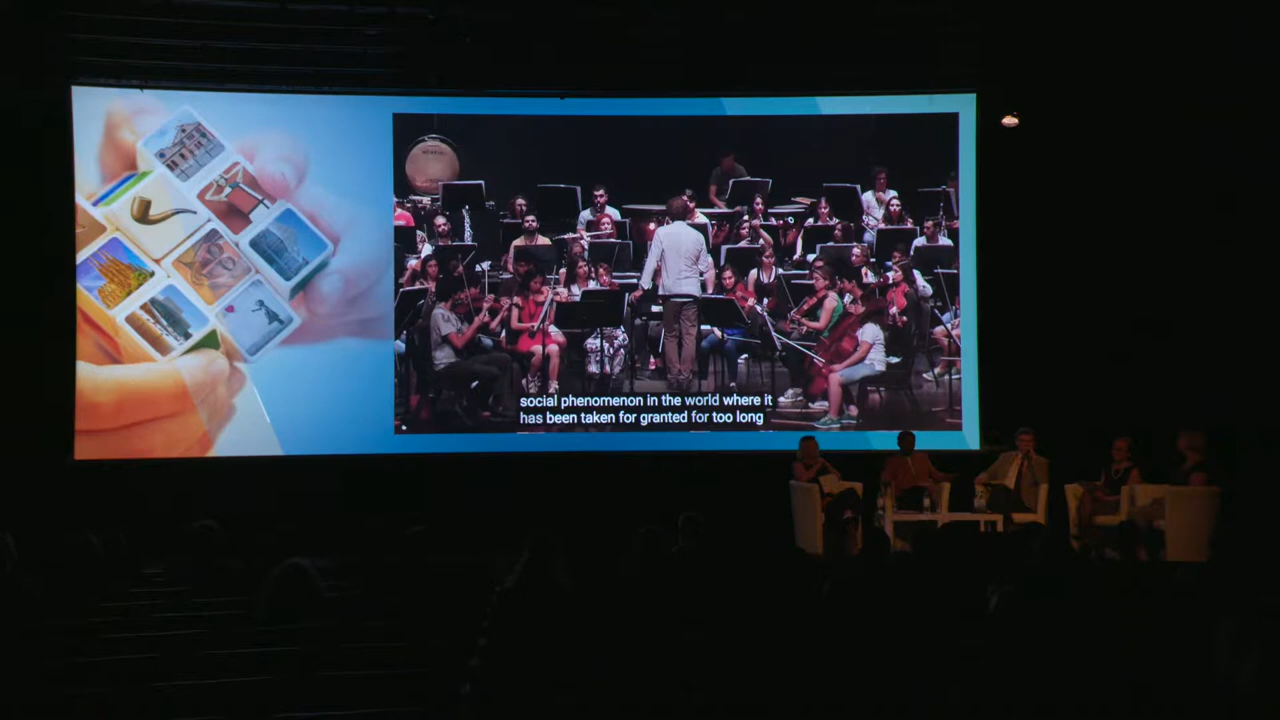 social phenomenon in the world where it
has been taken for granted for too long